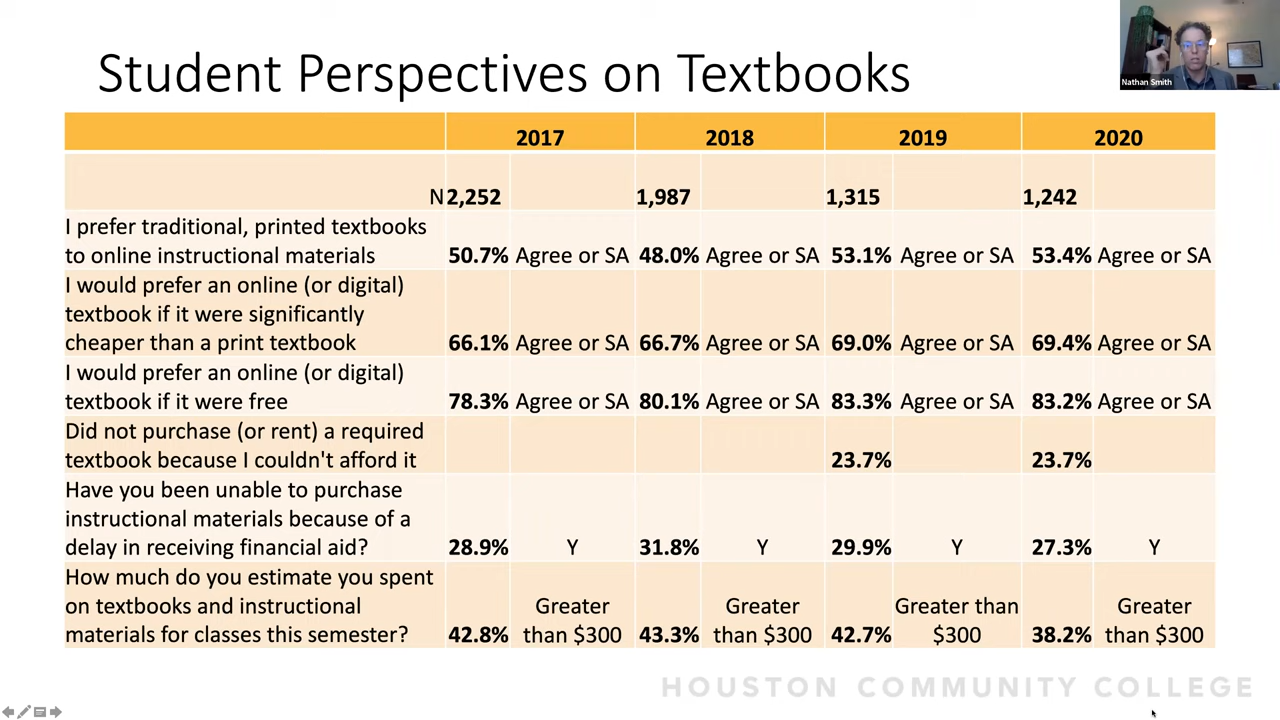 Student Perspectives on Textbooks
Nathan Smith
2017 2018 2019 2020
N 2,252 1,987 1,315 1,242
I prefer traditional, printed textbooks
to online instructional materials 50.7% Agree or SA 48.0% Agree or SA 53.1% Agree or SA 53.4% Agree or SA
I would prefer an online (or digital)
textbook if it were significantly
cheaper than a print textbook 66.1% Agree or SA 66.7% Agree or SA 69.0% Agree or SA 69.4% Agree or SA
I would prefer an online (or digital)
textbook if it were free 78.3% Agree or SA 80.1% Agree or SA 83.3% Agree or SA 83.2% Agree or SA
Did not purchase (or rent) a required
textbook because I couldn't afford it 23.7% 23.7%
Have you been unable to purchase
instructional materials because of a
delay in receiving financial aid? 28.9% Y 31.8% Y 29.9% Y 27.3% Y
How much do you estimate you spent
on textbooks and instructional Greater Greater Greater than Greater
materials for classes this semester? 42.8% than $300 43.3% than $300 42.7% $300 38.2% than $300
HOUSTON COMMUNITY COLLEGE